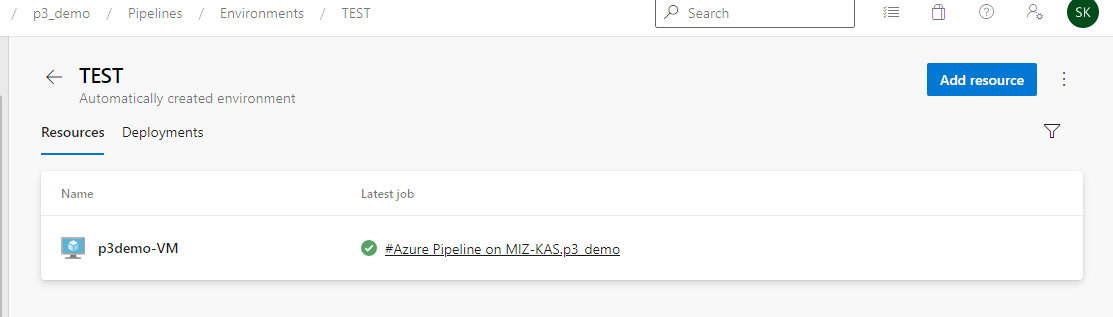 / p3_demo / Pipelines / Environments / TEST
Search
SK
TEST
Automatically created environment
Add resource
Resources Deployments
Name Latest job
p3demo-VM #Azure Pipeline on MIZ-KAS.p3_demo